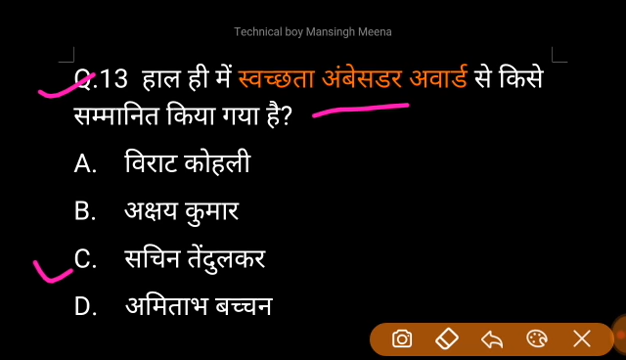 Technical boy Mansingh Meena
Q.13 हाल ही में स्वच्छता अंबेसडर अवार्ड से किसे
सम्मानित किया गया है?
A. विराट कोहली
B. अक्षय कुमार
C. सचिन तेंदुलकर
D. अमिताभ बच्चन